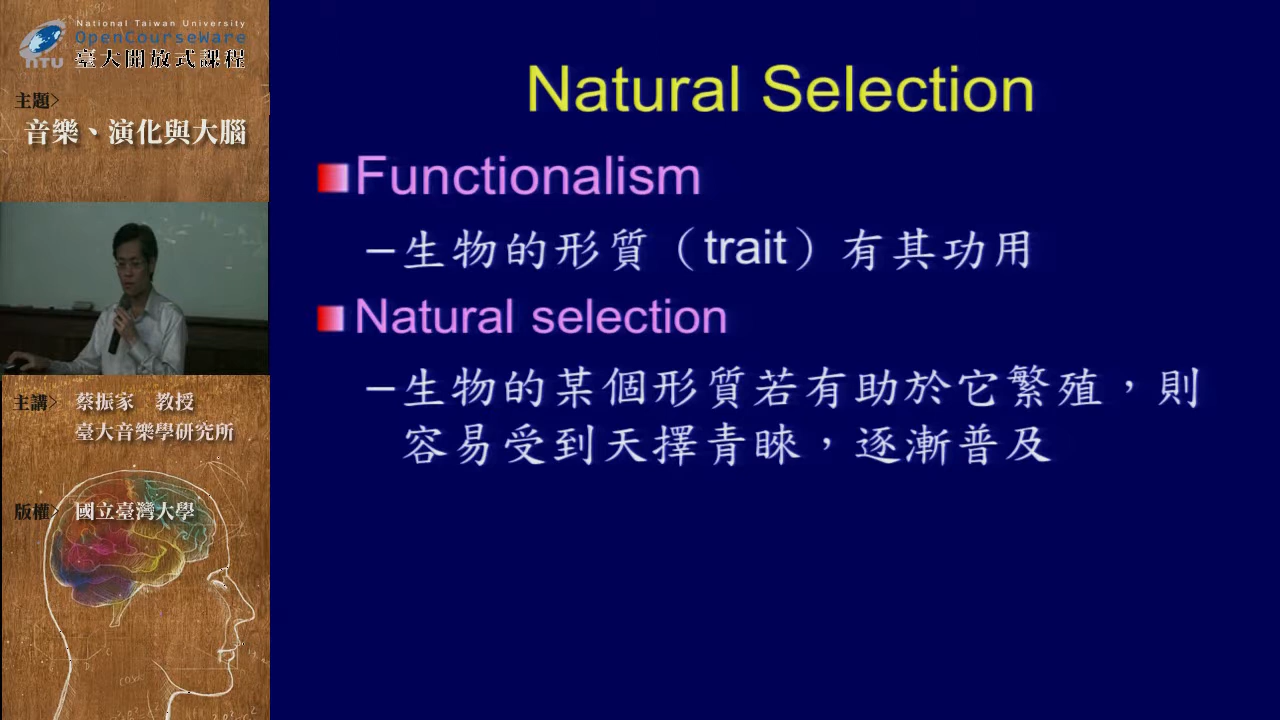 National Taiwan University
OpenCourseWare
NTU 臺大開放式課程
主題>
音樂、演化與大腦
主講> 蔡振家 教授
臺大音樂學研究所
版權> 國立臺灣大學
Natural Selection
Functionalism
–生物的形質（trait）有其功用
Natural selection
–生物的某個形質若有助於它繁殖，則
容易受到天擇青睞，逐漸普及